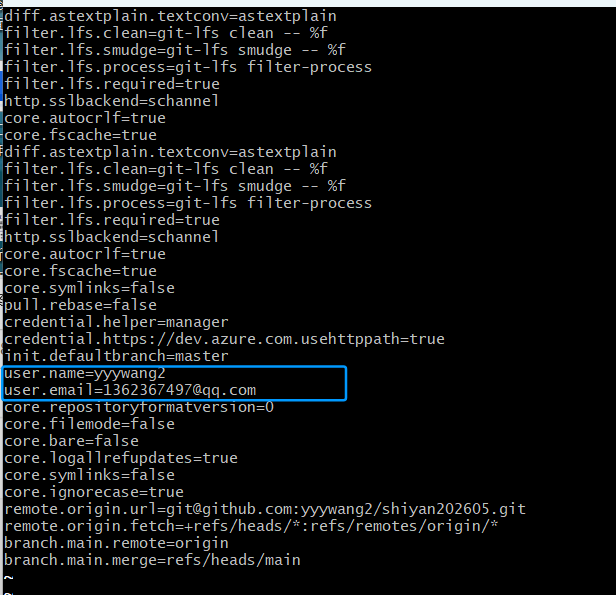 diff.astextplain.textconv=astextplain
filter.lfs.clean=git-lfs clean -- %f
filter.lfs.smudge=git-lfs smudge -- %f
filter.lfs.process=git-lfs filter-process
filter.lfs.required=true
http.sslbackend=schannel
core.autocrlf=true
core.fscache=true
diff.astextplain.textconv=astextplain
filter.lfs.clean=git-lfs clean -- %f
filter.lfs.smudge=git-lfs smudge -- %f
filter.lfs.process=git-lfs filter-process
filter.lfs.required=true
http.sslbackend=schannel
core.autocrlf=true
core.fscache=true
core.symlinks=false
pull.rebase=false
credential.helper=manager
credential.https://dev.azure.com.usehttppath=true
init.defaultbranch=master
user.name=yyywang2
user.email=1362367497@qq.com
core.repositoryformatversion=0
core.filemode=false
core.bare=false
core.logallrefupdates=true
core.symlinks=false
core.ignorecase=true
remote.origin.url=git@github.com:yyywang2/shiyan202605.git
remote.origin.fetch=+refs/heads/*:refs/remotes/origin/*
branch.main.remote=origin
branch.main.merge=refs/heads/main
~
~